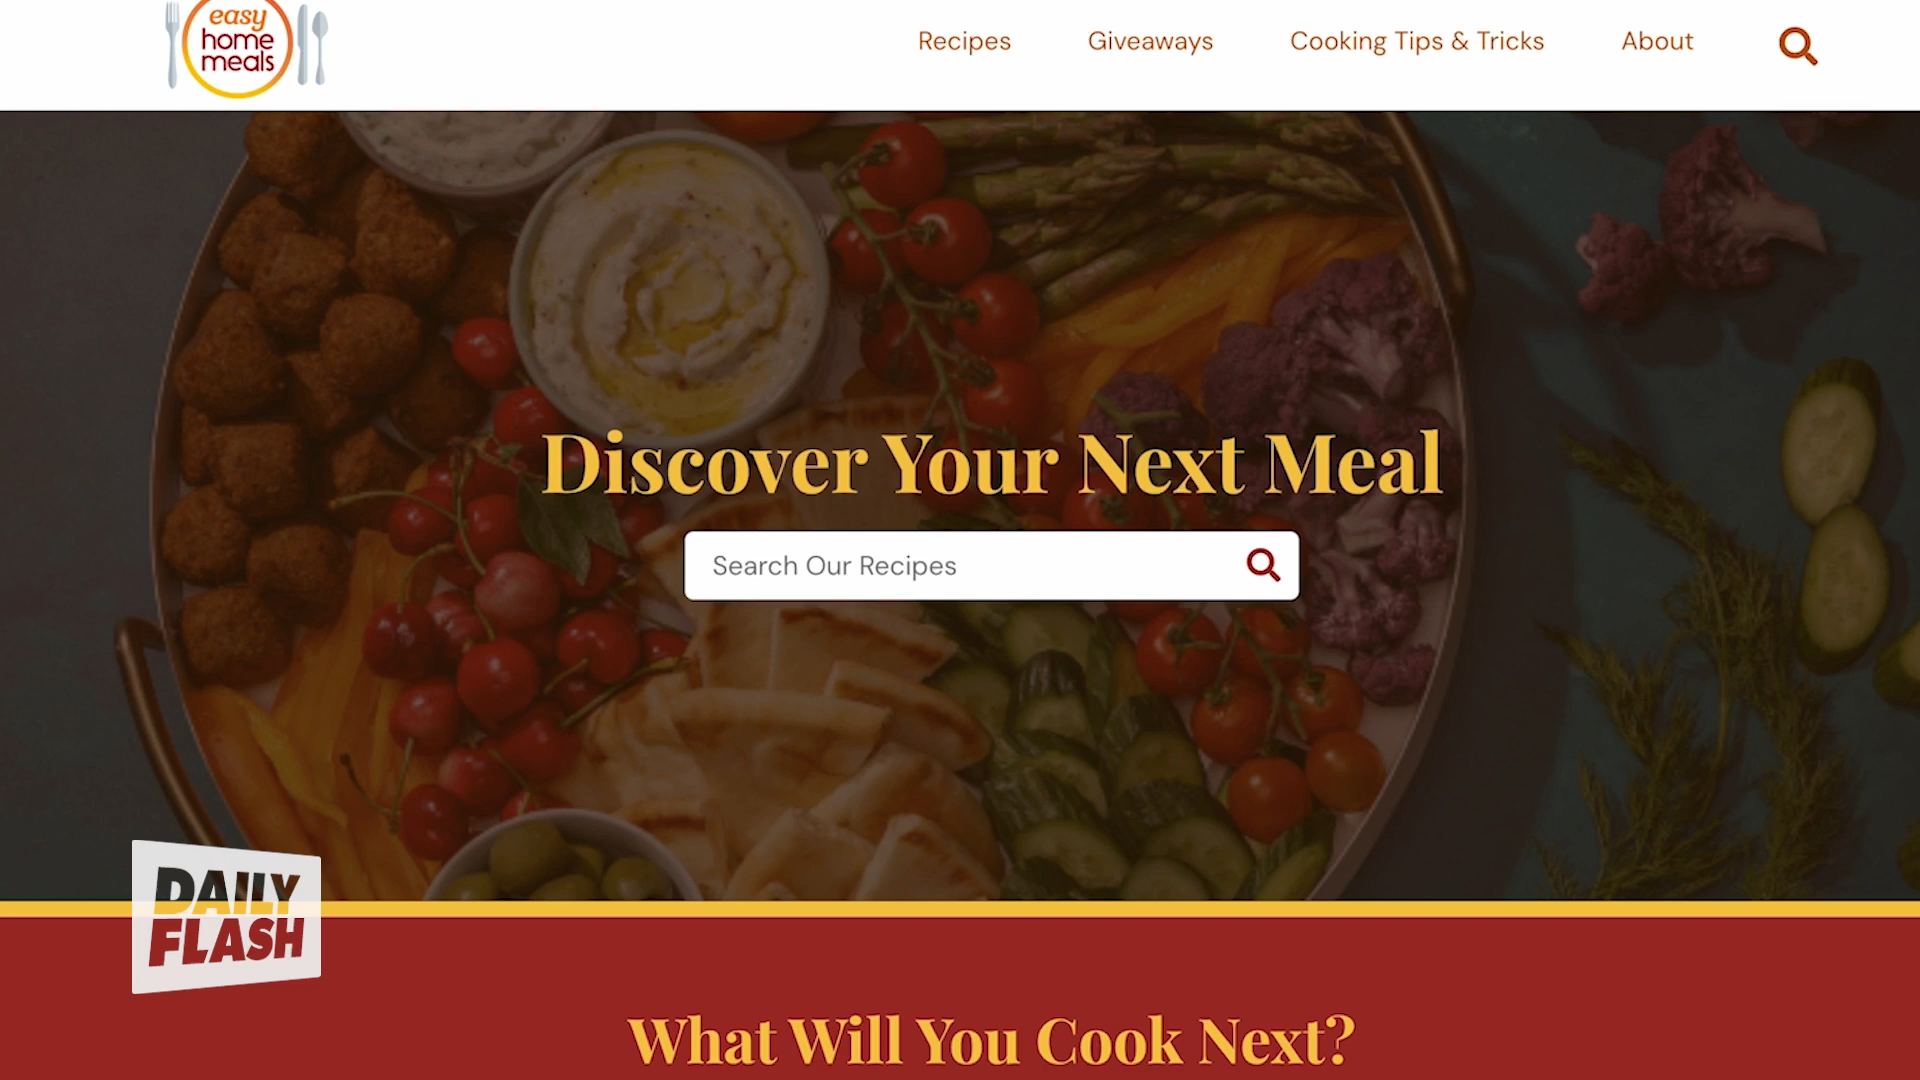 easy
home
meals
Recipes
Giveaways
Cooking Tips & Tricks
About
Discover Your Next Meal
Search Our Recipes
DAILY
FLASH
What Will You Cook Next?